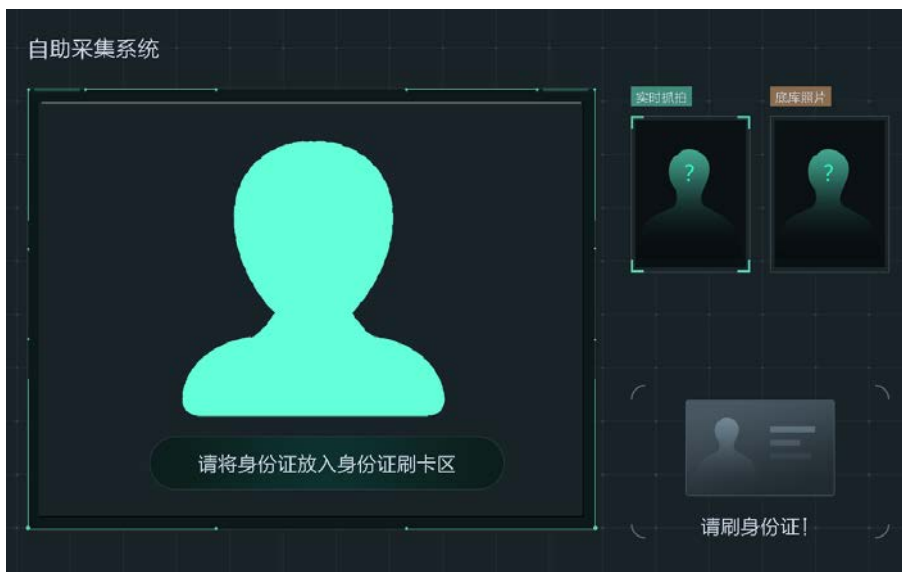 自助采集系统
实时抓拍
底库照片
?
?
请将身份证放入身份证刷卡区
请刷身份证!